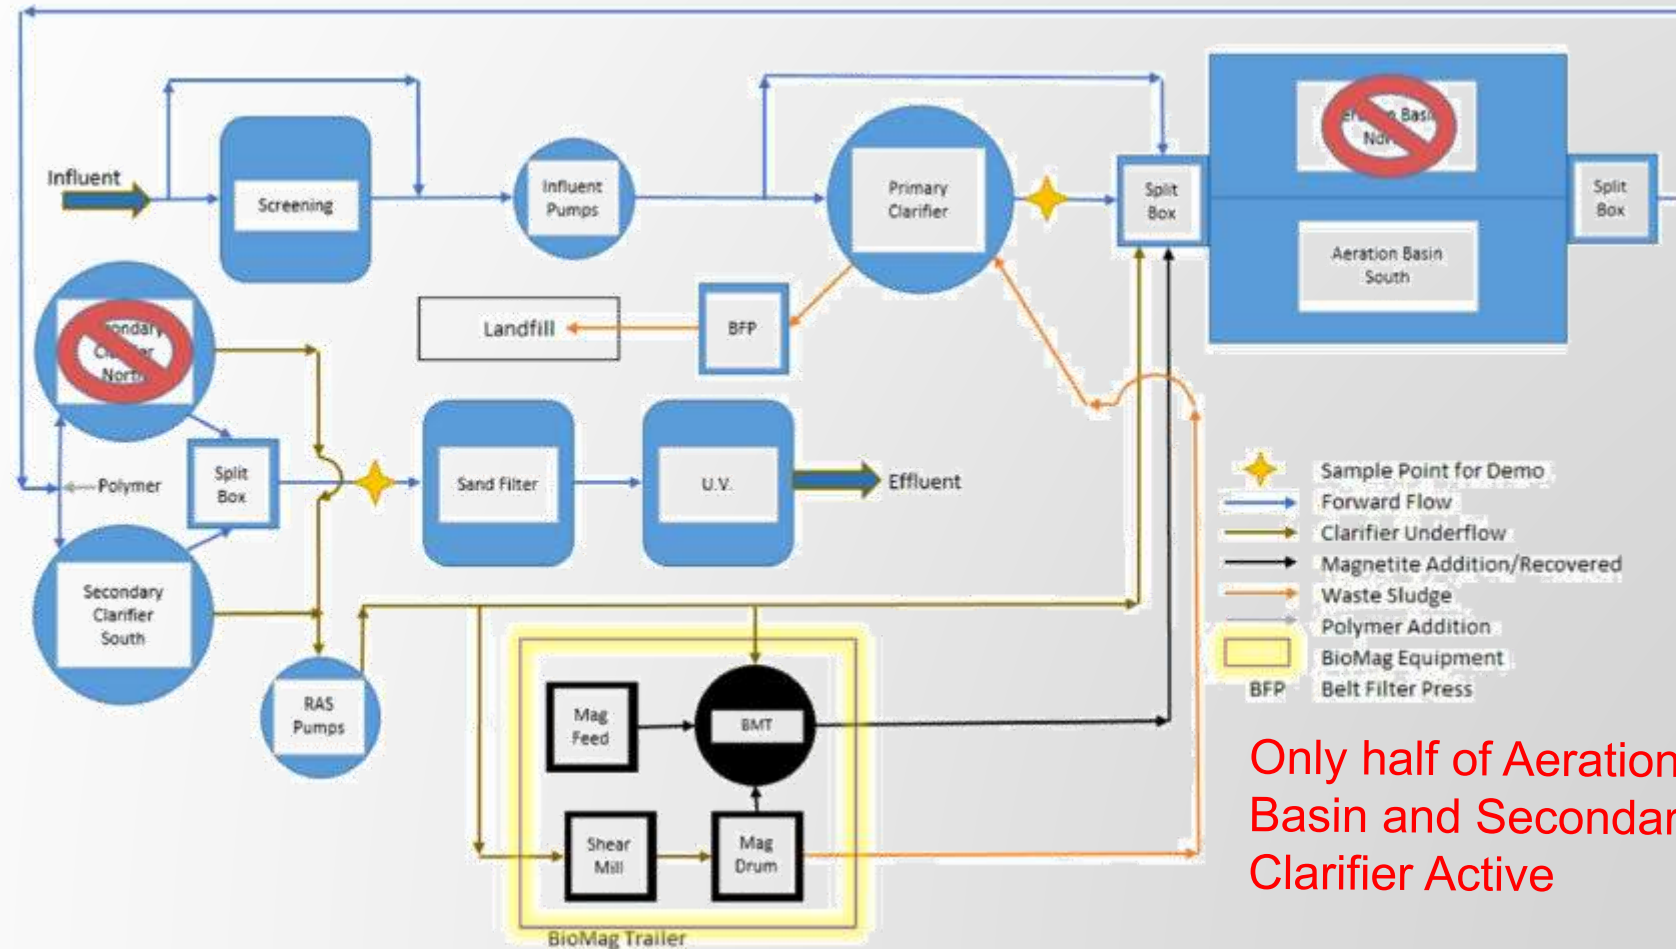 Influent
Screening
Influent
Pumps
Primary
Clarifier
Split
Box
Basi
Aeration Basin
South
Split
Box
Landfill
BFP
North
Polymer
Split
Box
Sand Filter
U.V.
Effluent
Secondary
Clarifier
South
RAS
Pumps
Mag
Feed
BMT
Shear
Mill
Mag
Drum
BioMag Trailer
Sample Point for Demo
Forward Flow
Clarifier Underflow
Magnetite Addition/Recovered
Waste Sludge
Polymer Addition
BioMag Equipment
BFP Belt Filter Press
Only half of Aeration
Basin and Secondar
Clarifier Active